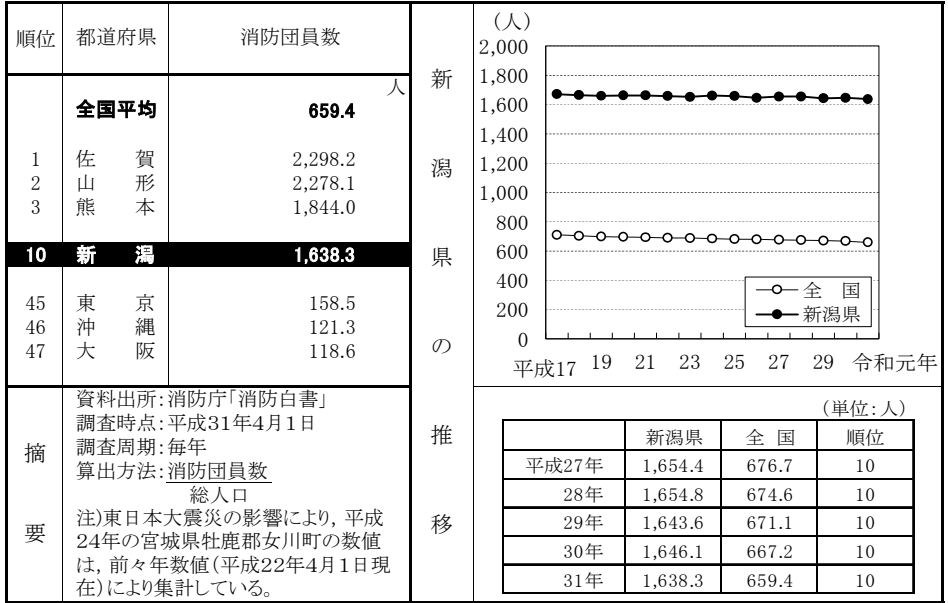 順位 都道府県 消防団員数
人
全国平均 659.4
1 佐賀 2,298.2
2 山形 2,278.1
3 熊本 1,844.0
10 新潟 1,638.3
45 東京 158.5
46 沖縄 121.3
47 大阪 118.6
摘要
資料出所:消防庁「消防白書」
調査時点:平成31年4月1日
調査周期:毎年
算出方法:消防団員数
総人口
注)東日本大震災の影響により,平成
24年の宮城県牡鹿郡女川町の数値
は,前々年数値(平成22年4月1日現
在)により集計している。
新潟県の推移
(人)
2,000
1,800
1,600
1,400
1,200
1,000
800
600
400
200
0
全国
新潟県
平成17 19 21 23 25 27 29 令和元年
(単位:人)
新潟県 全国 順位
平成27年 1,654.4 676.7 10
28年 1,654.8 674.6 10
29年 1,643.6 671.1 10
30年 1,646.1 667.2 10
31年 1,638.3 659.4 10